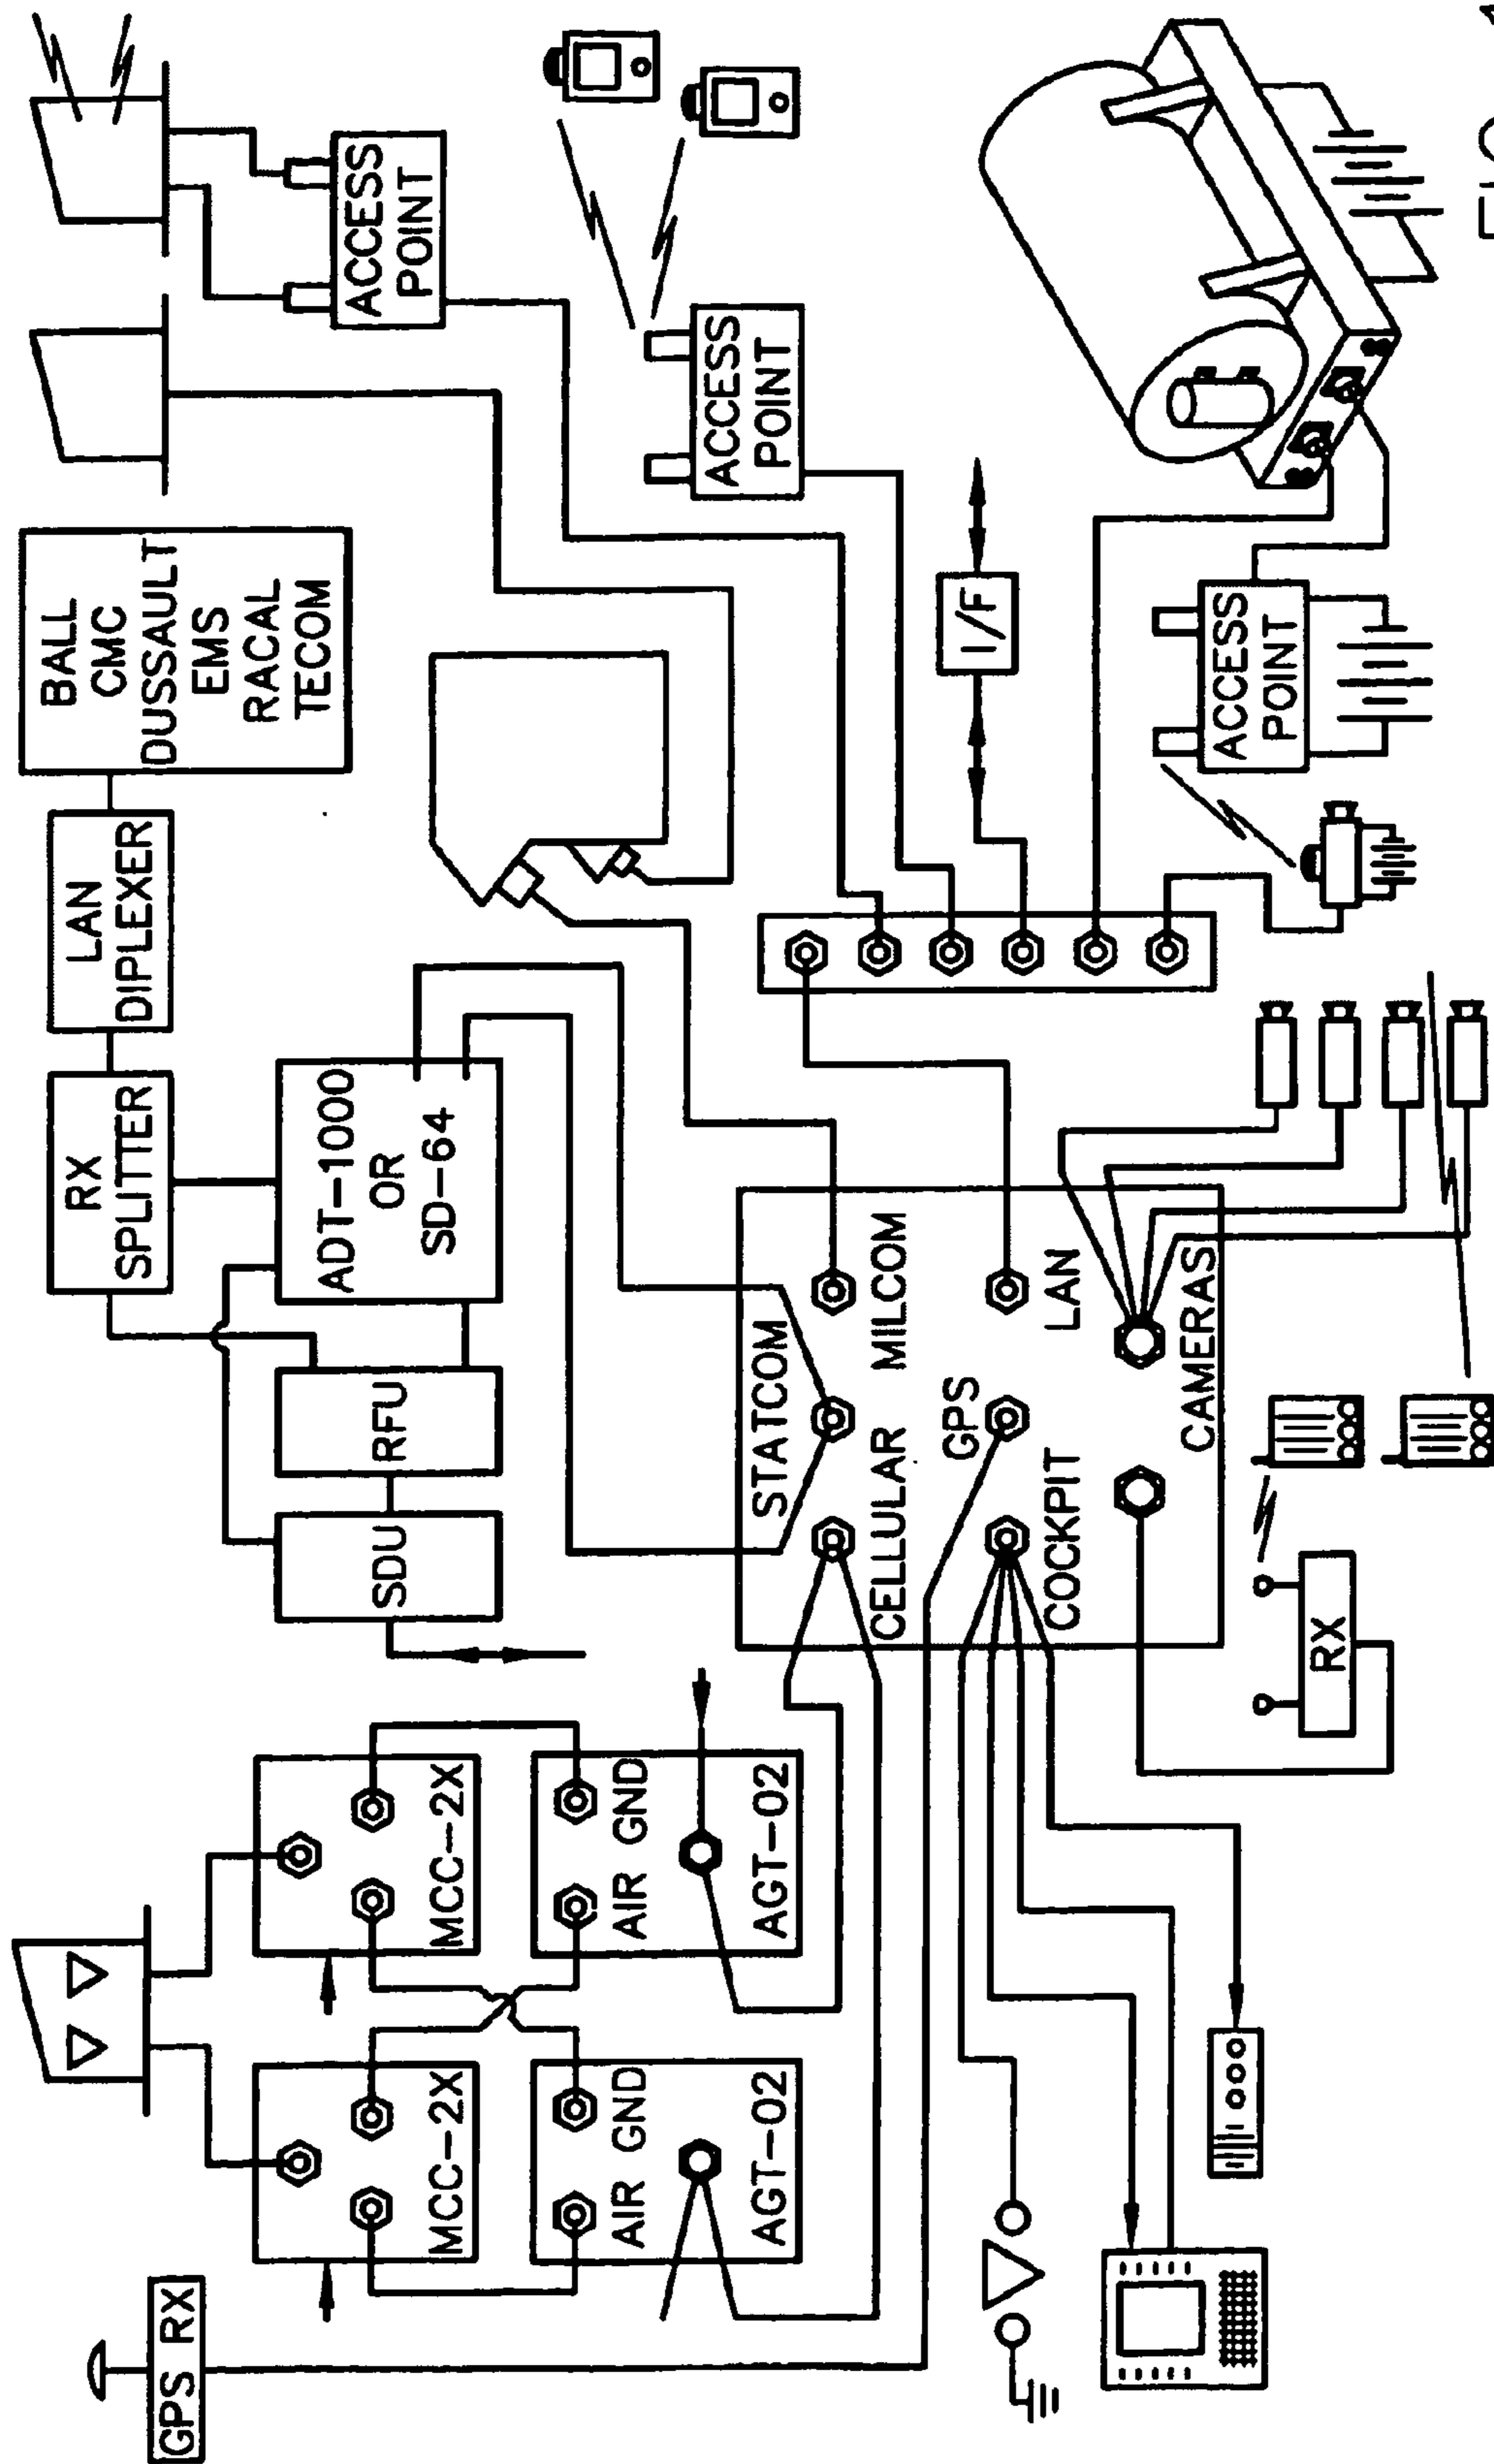 GPS RX
MCC-2X
AIR GND
AGT-02
MCC-2X
AIR GND
AGT-02
SDU
RFU
RX
SPLITTER
ADT-1000
OR
SD-64
LAN
DIPLEXER
BALL
CMC
DUSSAULT
EMS
RACAL
TECOM
ACCESS
POINT
ACCESS
POINT
STATCOM
CELLULAR
MILCOM
GPS
LAN
COCKPIT
CAMERAS
I/F
ACCESS
POINT
RX